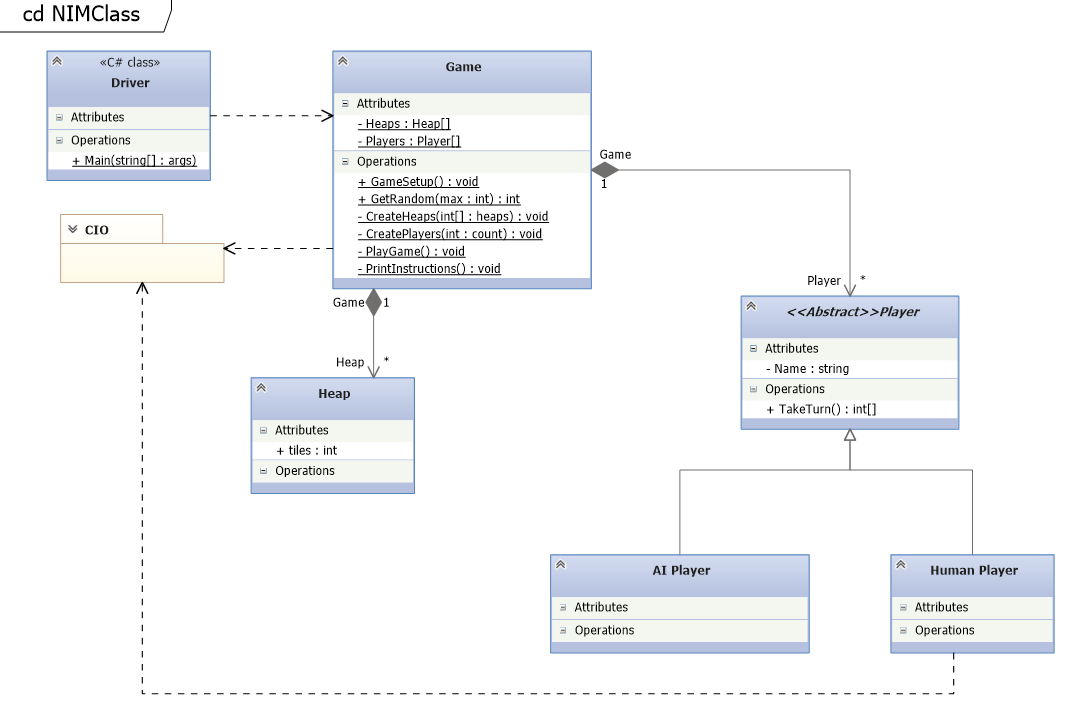 cd NIMClass
«C# class»
Driver
Attributes
Operations
+ Main(string[] : args)
Game
Attributes
- Heaps : Heap[]
- Players : Player[]
Operations
+ GameSetup() : void
+ GetRandom(max : int) : int
- CreateHeaps(int[] : heaps) : void
- CreatePlayers(int : count) : void
- PlayGame() : void
- PrintInstructions() : void
CIO
Game
1
Player
*
Game
1
Heap
*
Heap
Attributes
+ tiles : int
Operations
<<Abstract>>Player
Attributes
- Name : string
Operations
+ TakeTurn() : int[]
AI Player
Attributes
Operations
Human Player
Attributes
Operations